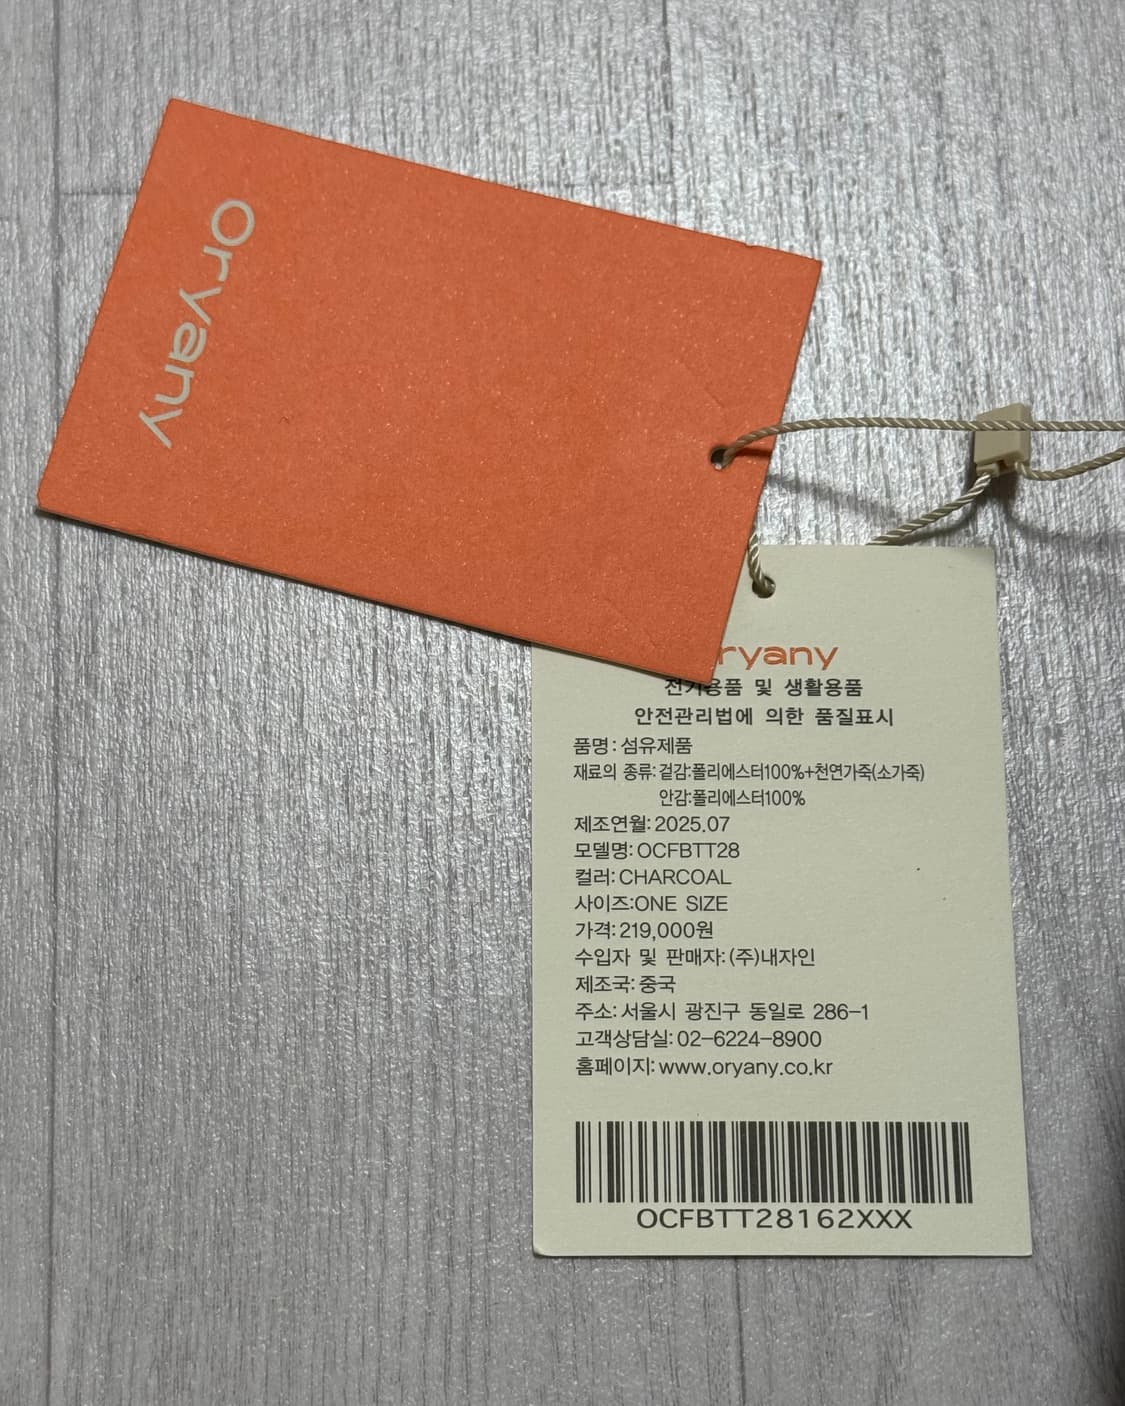 oryany
oryany
전기용품 및 생활용품
안전관리법에 의한 품질표시
품명: 섬유제품
재료의 종류: 겉감:폴리에스터100%+천연가죽(소가죽)
안감:폴리에스터100%
제조연월: 2025.07
모델명: OCFBTT28
컬러: CHARCOAL
사이즈:ONE SIZE
가격: 219,000원
수입자 및 판매자: (주)내자인
제조국: 중국
주소: 서울시 광진구 동일로 286-1
고객상담실: 02-6224-8900
홈페이지: www.oryany.co.kr
OCFBTT28162XXX